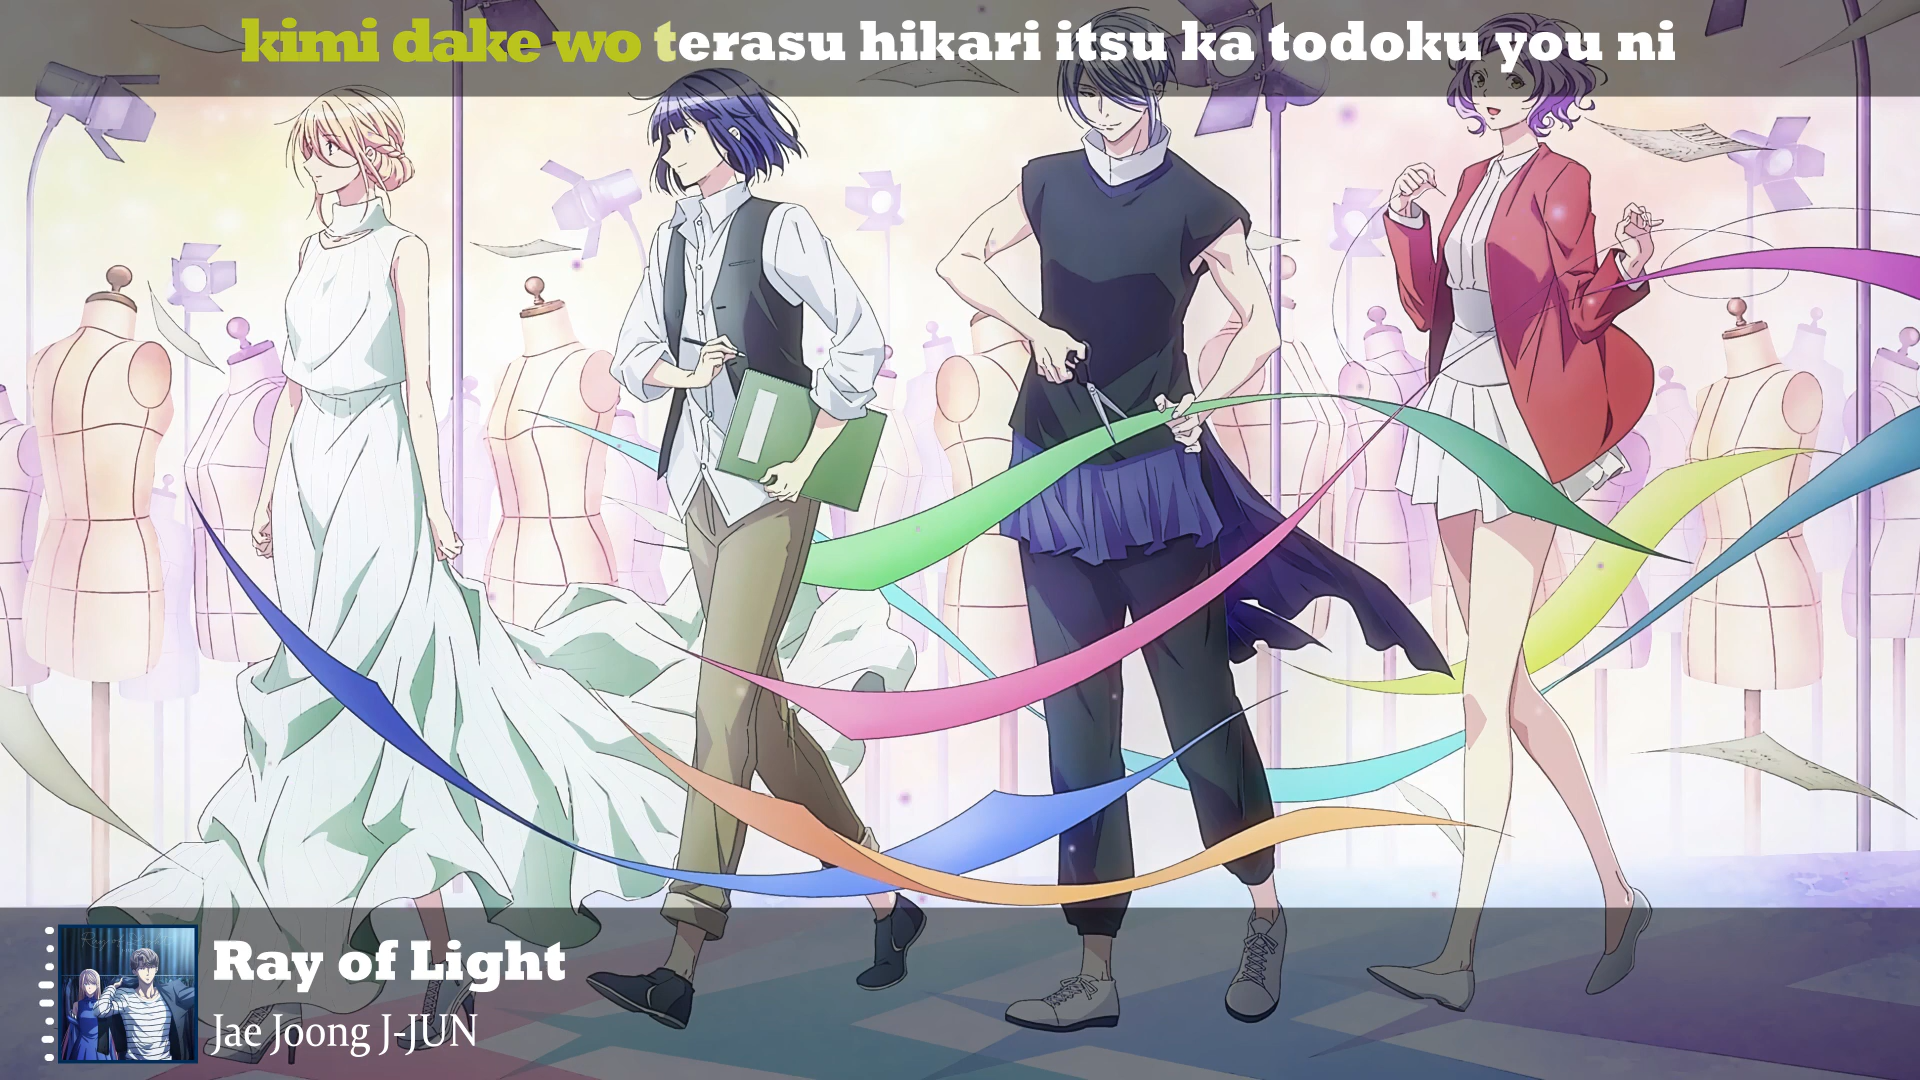 kimi dake wo terasu hikari itsu ka todoku you ni
Ray of Light
Jae Joong J-JUN